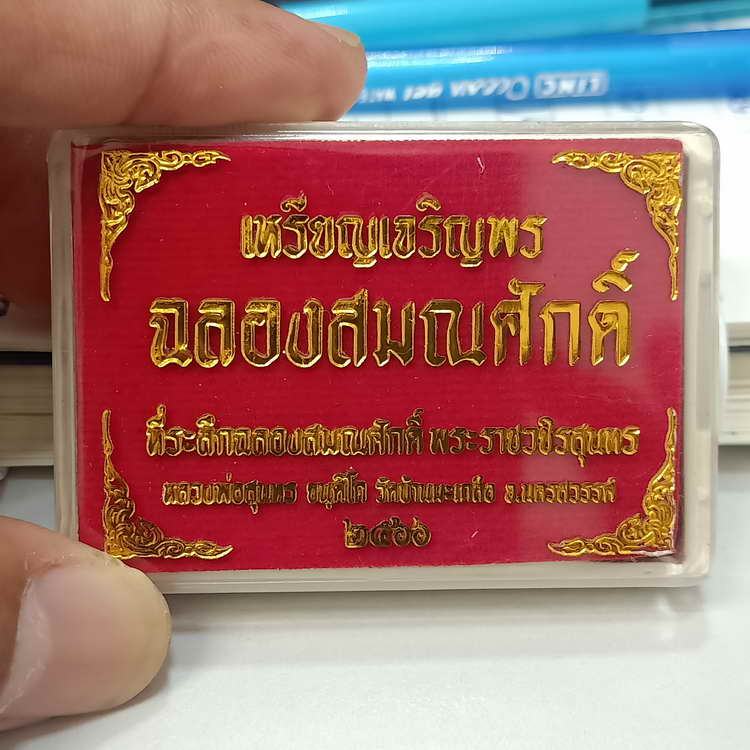 LINC OCEAN GEL
เหรียญเจริญพร
ฉลองสมณศักดิ์
ที่ระลึกฉลองสมณศักดิ์ พระราชวชิรสุนทร
หลวงพ่อสุนทร วัดบ้านมะเกลือ จ.นครสวรรค์
๒๕๖๖